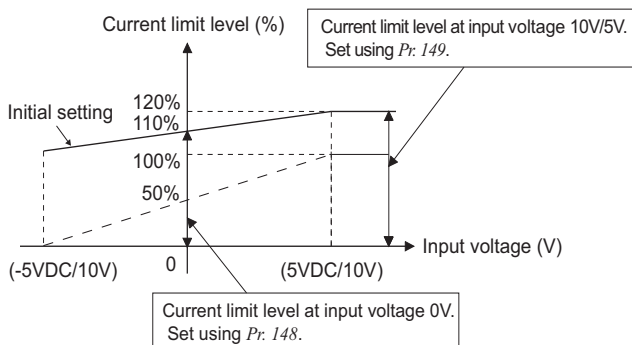 Current limit level (%)
Current limit level at input voltage 10V/5V.
Set using Pr. 149.
Initial setting
120%
110%
100%
50%
Input voltage (V)
(-5VDC/10V)
0
(5VDC/10V)
Current limit level at input voltage 0V.
Set using Pr. 148.